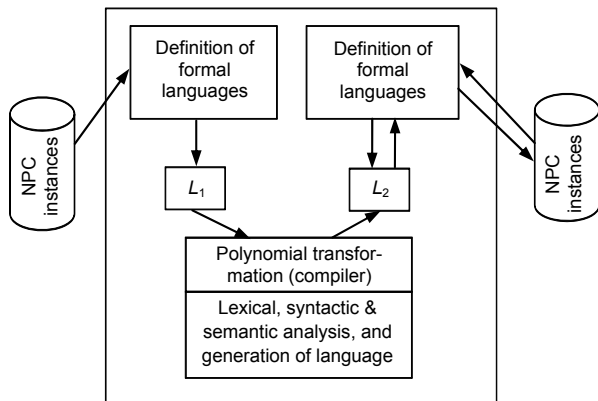 Definition of
formal
languages
Definition of
formal
languages
NPC
instances
NPC
instances
L1
L2
Polynomial transfor-
mation (compiler)
Lexical, syntactic &
semantic analysis, and
generation of language